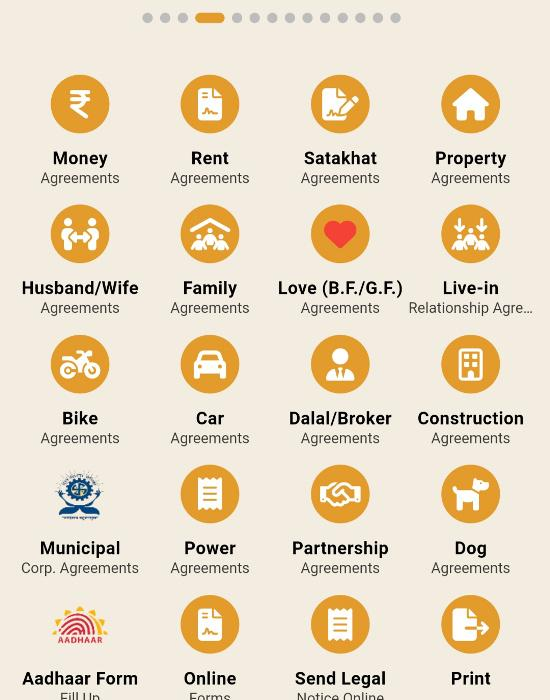 Money Rent Satakhat Property
Agreements Agreements Agreements Agreements
Husband/Wife Family Love (B.F./G.F.) Live-in
Agreements Agreements Agreements Relationship Agre...
Bike Car Dalal/Broker Construction
Agreements Agreements Agreements Agreements
Municipal Power Partnership Dog
Corp. Agreements Agreements Agreements Agreements
AADHAAR
Aadhaar Form Online Send Legal Print
Fill Up Forms Notice Online